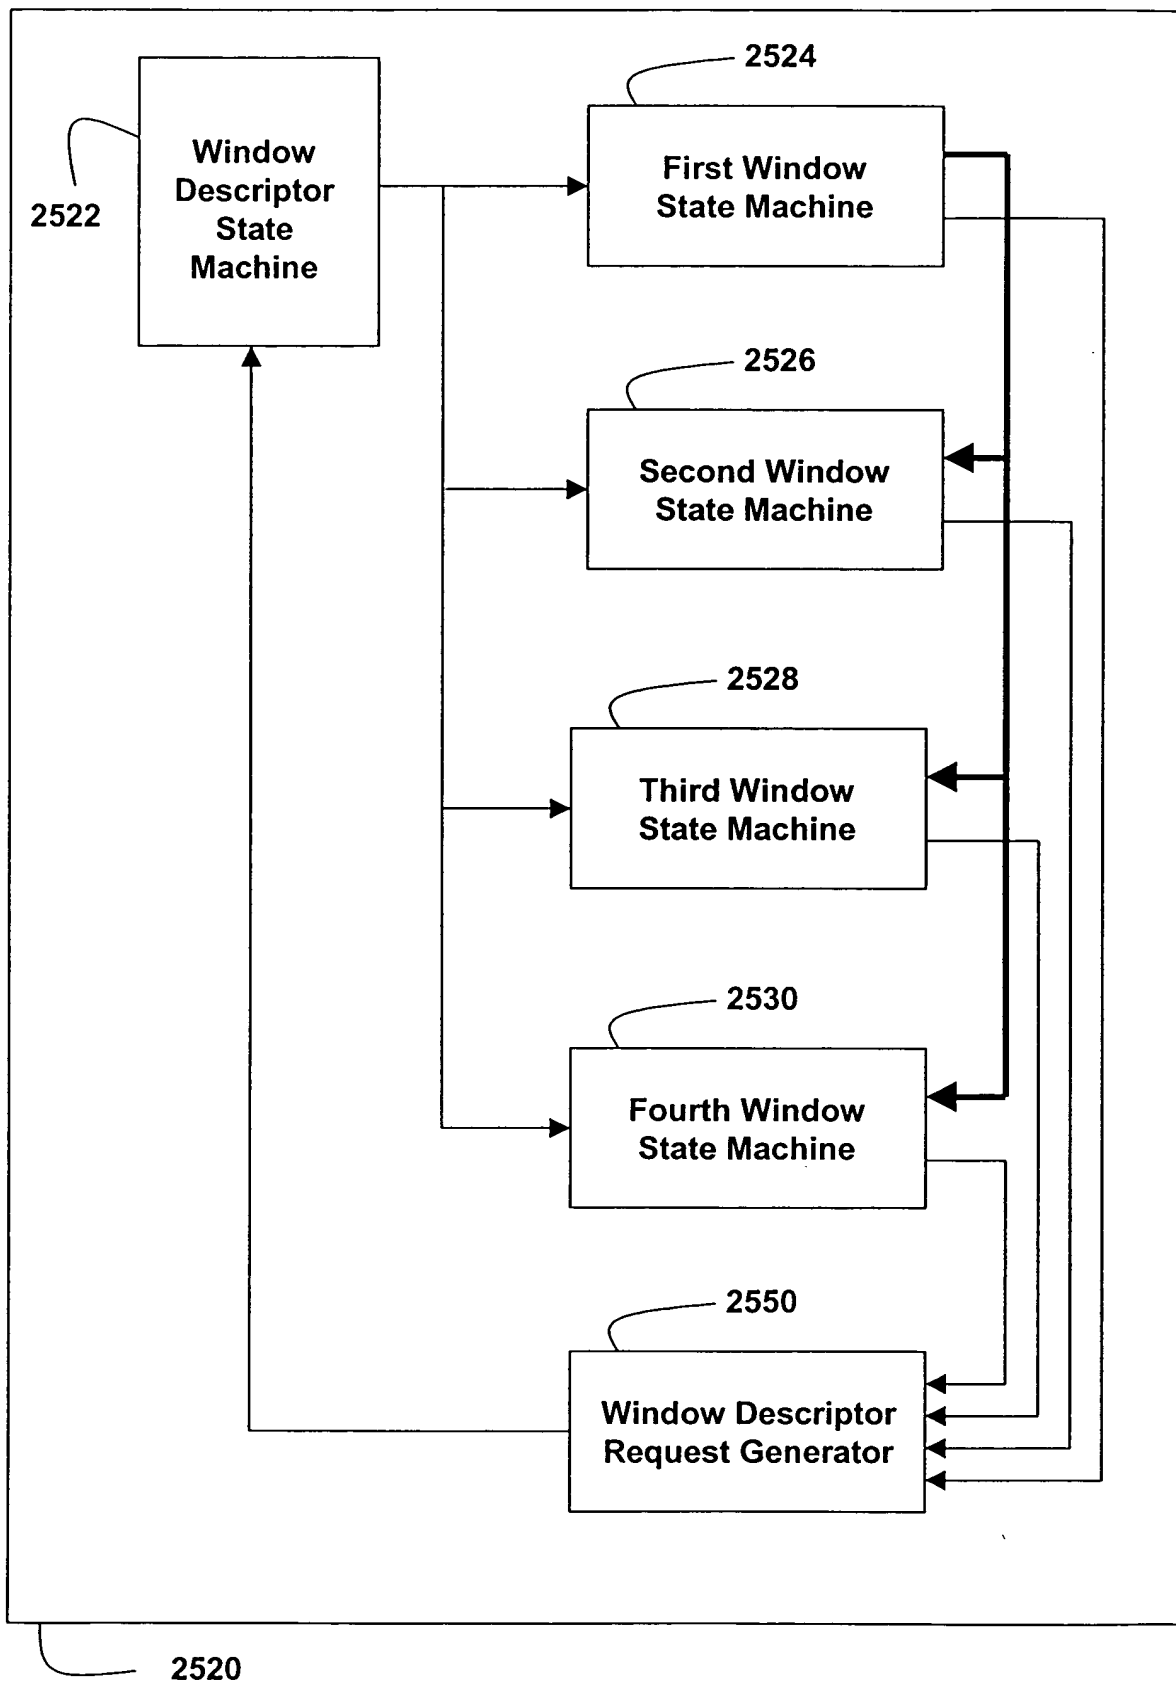 2524
Window
Descriptor
State
Machine
2522
First Window
State Machine
2526
Second Window
State Machine
2528
Third Window
State Machine
2530
Fourth Window
State Machine
2550
Window Descriptor
Request Generator
2520